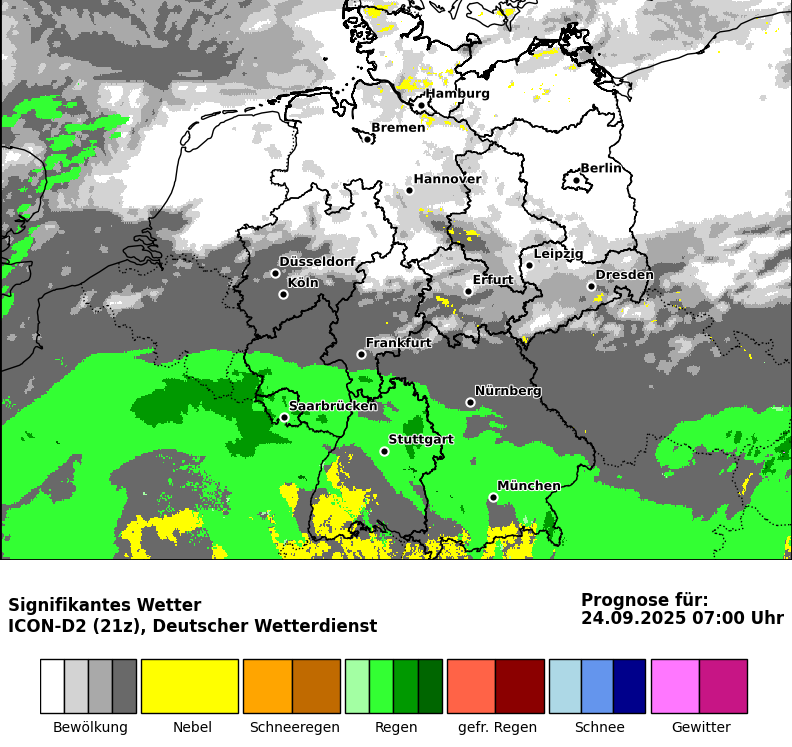 Hamburg
Bremen
Berlin
Hannover
Leipzig
Düsseldorf
Dresden
Köln
Erfurt
Frankfurt
Nürnberg
Saarbrücken
Stuttgart
München
Signifikantes Wetter
ICON-D2 (21z), Deutscher Wetterdienst
Prognose für:
24.09.2025 07:00 Uhr
Bewölkung Nebel Schneeregen Regen gefr. Regen Schnee Gewitter